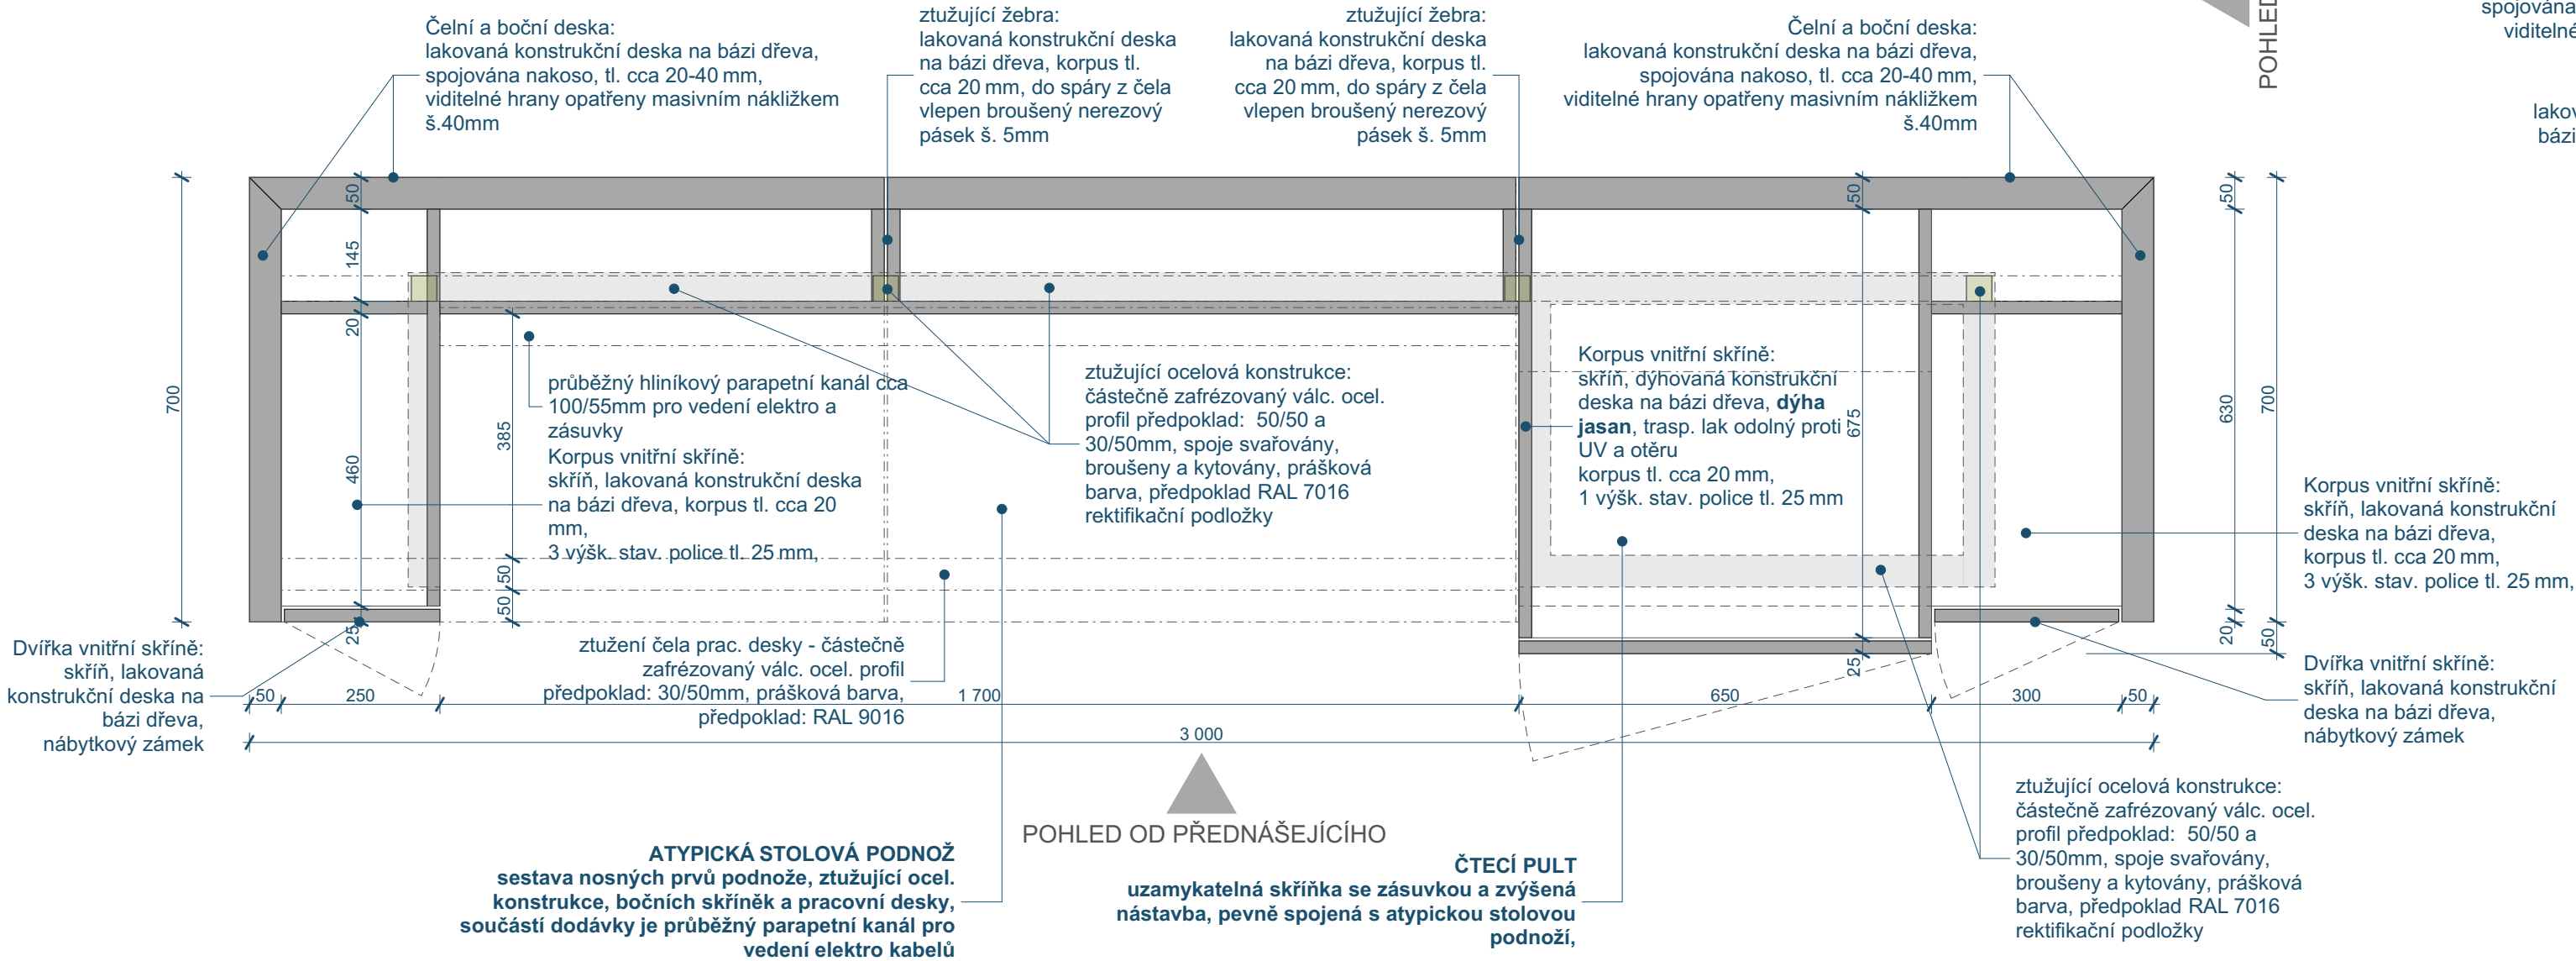 Čelní a boční deska:
lakovaná konstrukční deska na bázi dřeva,
spojována nakoso, tl. cca 20-40 mm,
viditelné hrany opatřeny masivním nákližkem
š.40mm
ztužující žebra:
lakovaná konstrukční deska
na bázi dřeva, korpus tl.
cca 20 mm, do spáry z čela
vlepen broušený nerezový
pásek š. 5mm
ztužující žebra:
lakovaná konstrukční deska
na bázi dřeva, korpus tl.
cca 20 mm, do spáry z čela
vlepen broušený nerezový
pásek š. 5mm
Čelní a boční deska:
lakovaná konstrukční deska na bázi dřeva,
spojována nakoso, tl. cca 20-40 mm,
viditelné hrany opatřeny masivním nákližkem
š.40mm
POHLED
spojována
viditelné
lakov
bázi
700
50
145
20
460
25
385
50
50
50
675
25
50
630
20
700
50
průběžný hliníkový parapetní kanál cca
100/55mm pro vedení elektro a
zásuvky
Korpus vnitřní skříně:
skříň, lakovaná konstrukční deska
na bázi dřeva, korpus tl. cca 20
mm,
3 výšk. stav. police tl. 25 mm,
ztužující ocelová konstrukce:
částečně zafrézovaný válc. ocel.
profil předpoklad: 50/50 a
30/50mm, spoje svařovány,
broušeny a kytovány, prášková
barva, předpoklad RAL 7016
rektifikační podložky
Korpus vnitřní skříně:
skříň, dýhovaná konstrukční
deska na bázi dřeva, dýha
jasan, trasp. lak odolný proti
UV a otěru
korpus tl. cca 20 mm,
1 výšk. stav. police tl. 25 mm
Korpus vnitřní skříně:
skříň, lakovaná konstrukční
deska na bázi dřeva,
korpus tl. cca 20 mm,
3 výšk. stav. police tl. 25 mm,
Dvířka vnitřní skříně:
skříň, lakovaná
konstrukční deska na
bázi dřeva,
nábytkový zámek
ztužení čela prac. desky - částečně
zafrézovaný válc. ocel. profil
předpoklad: 30/50mm, prášková barva,
předpoklad: RAL 9016
Dvířka vnitřní skříně:
skříň, lakovaná konstrukční
deska na bázi dřeva,
nábytkový zámek
50 250 1 700 650 300 50
3 000
POHLED OD PŘEDNÁŠEJÍCÍHO
ATYPICKÁ STOLOVÁ PODNOŽ
sestava nosných prvů podnože, ztužující ocel.
konstrukce, bočních skříněk a pracovní desky,
součástí dodávky je průběžný parapetní kanál pro
vedení elektro kabelů
ČTECÍ PULT
uzamykatelná skříňka se zásuvkou a zvýšená
nástavba, pevně spojená s atypickou stolovou
podnoží,
ztužující ocelová konstrukce:
částečně zafrézovaný válc. ocel.
profil předpoklad: 50/50 a
30/50mm, spoje svařovány,
broušeny a kytovány, prášková
barva, předpoklad RAL 7016
rektifikační podložky